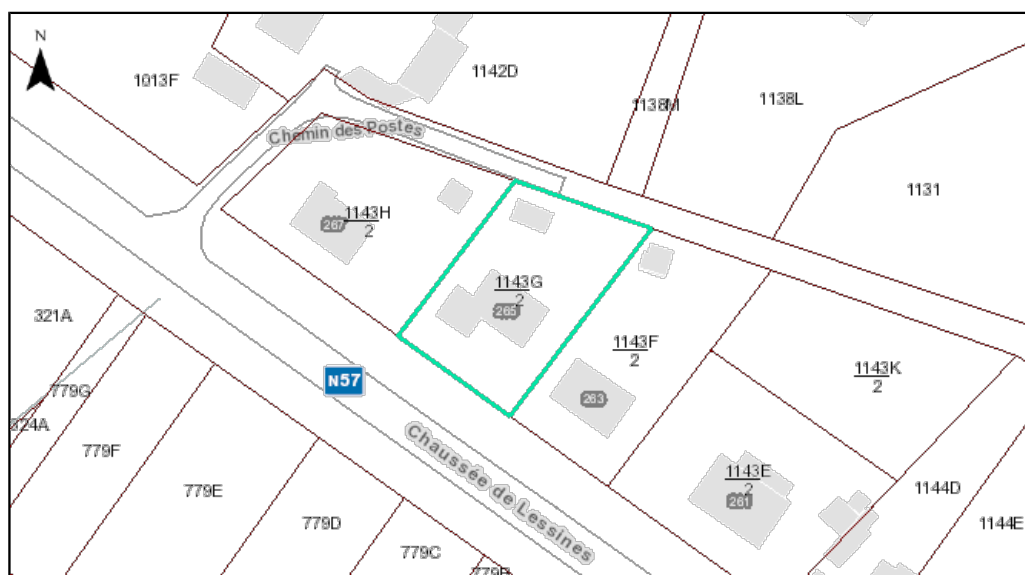 N
1013F
1142D
1138M
1138L
1131
Chemin des Postes
1143H
2
267
1143G
2
265
1143F
2
263
1143K
2
1143E
2
261
1144D
1144E
321A
779G
324A
779F
779E
779D
779C
779B
N57
Chaussée de Lessines